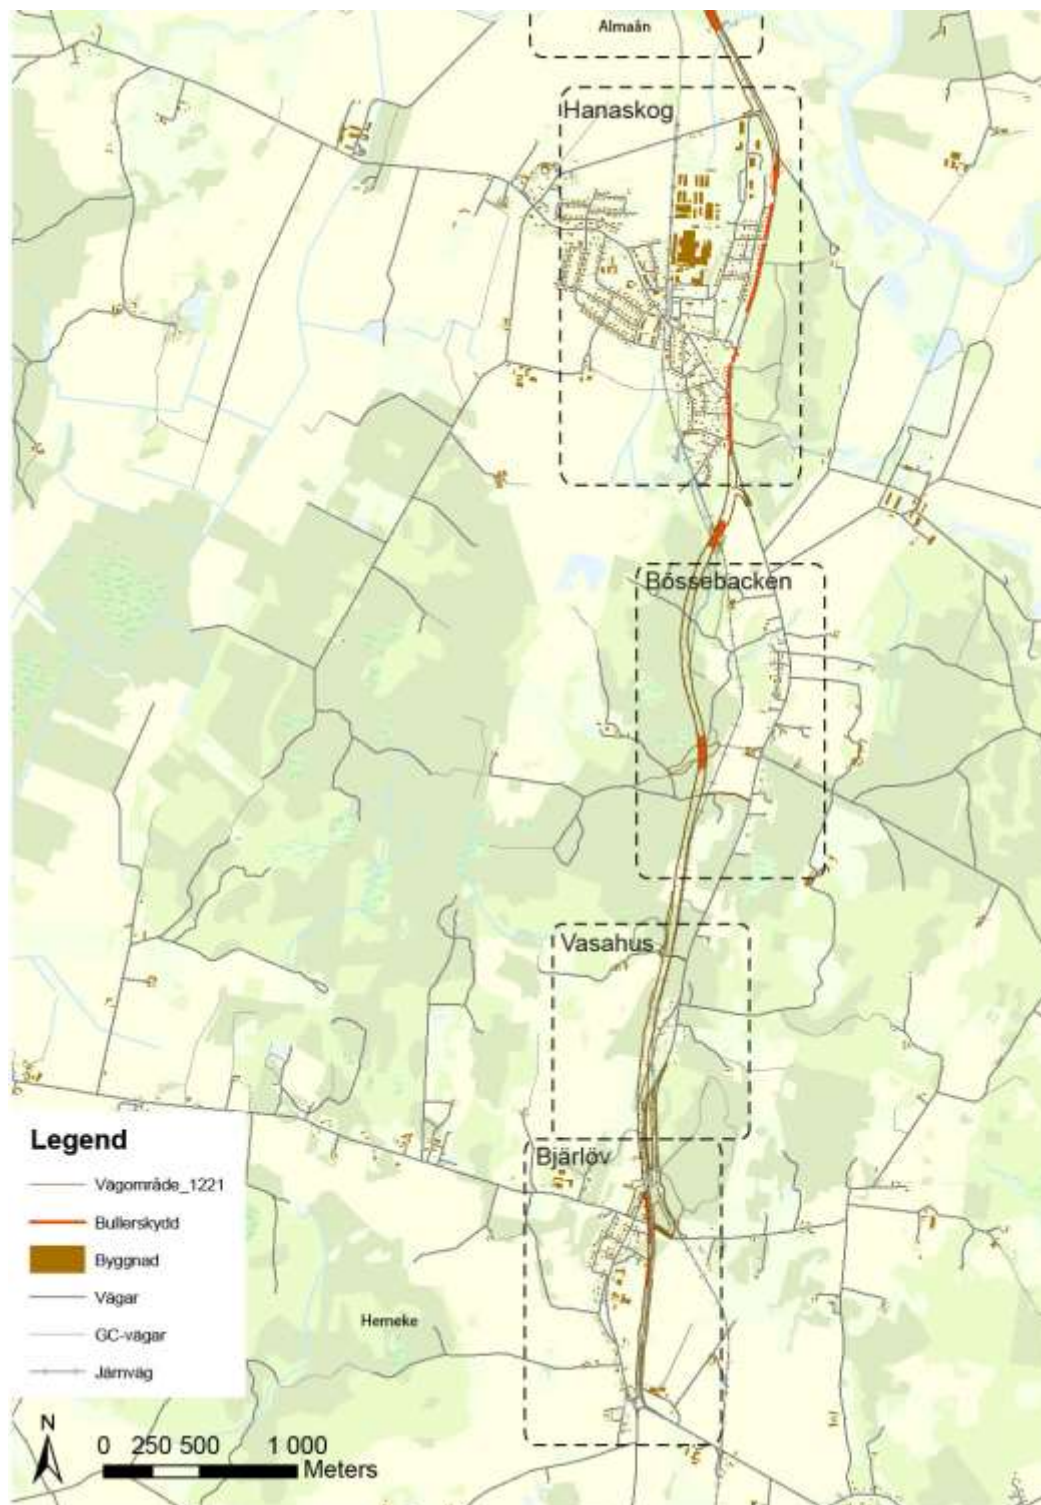 Almaån
Hanaskog
Bössebacken
Vasahus
Bjärlöv
Legend
Vägområde_1221
Bullerskydd
Byggnad
Vägar
GC-vägar
Järnväg
Herneke
N
0 250 500 1 000
Meters